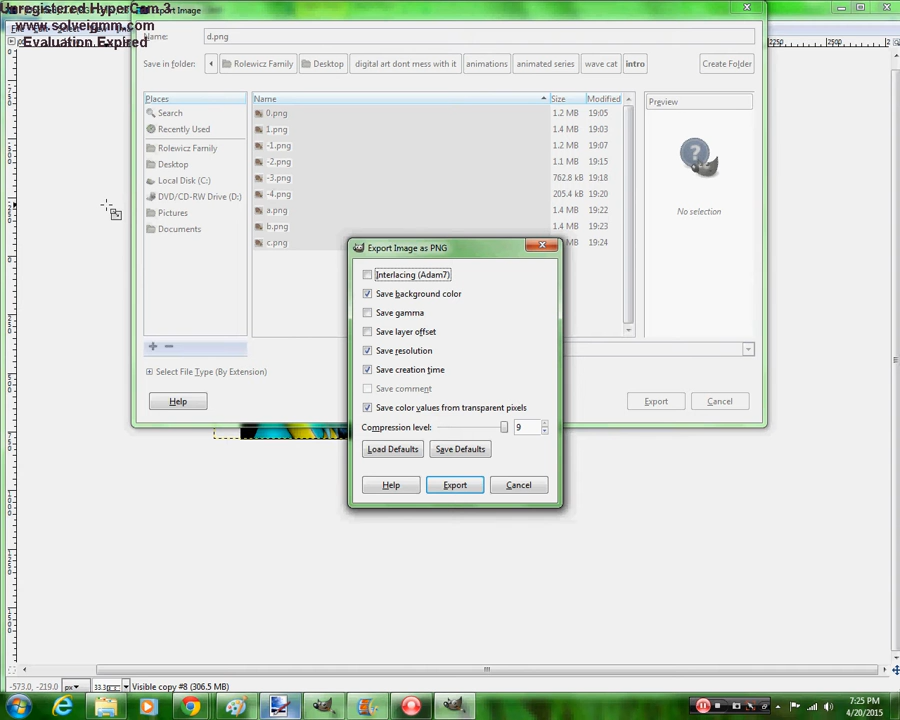 Unregistered HyperCam 3
Export Image
www.solveigmm.com
Evaluation Expired
Name: d.png
Save in folder: Rolewicz Family Desktop digital art dont mess with it animations animated series wave cat intro Create Folder
Places
Search
Recently Used
Rolewicz Family
Desktop
Local Disk (C:)
DVD/CD-RW Drive (D:)
Pictures
Documents
Name Size Modified
0.png 1.2 MB 19:05
1.png 1.4 MB 19:03
-1.png 1.2 MB 19:07
-2.png 1.1 MB 19:15
-3.png 762.8 kB 19:18
-4.png 205.4 kB 19:20
a.png 1.4 MB 19:22
b.png 1.4 MB 19:23
c.png MB 19:24
Preview
No selection
Select File Type (By Extension)
Help Export Cancel
Export Image as PNG
Interlacing (Adam7)
Save background color
Save gamma
Save layer offset
Save resolution
Save creation time
Save comment
Save color values from transparent pixels
Compression level: 9
Load Defaults Save Defaults
Help Export Cancel
-573.0, -219.0 px 33.3 Visible copy #8 (306.5 MB)
7:25 PM
4/20/2015